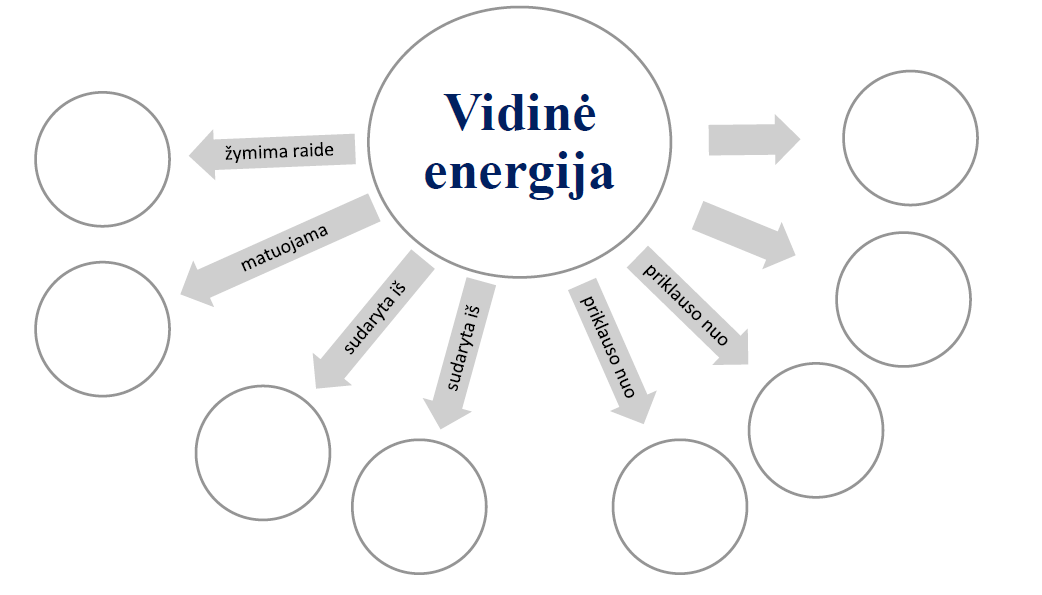 Vidinė
energija
žymima raide
matuojama
sudaryta iš
sudaryta iš
priklauso nuo
priklauso nuo